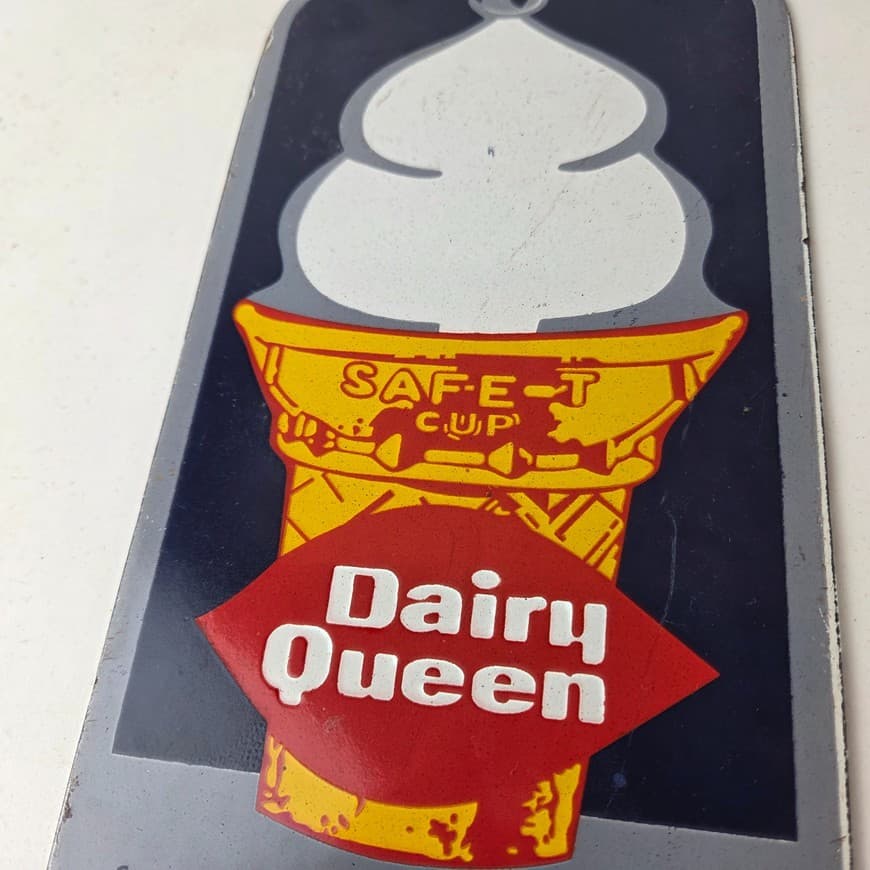 SAF-E-T
CUP
Dairy
Queen